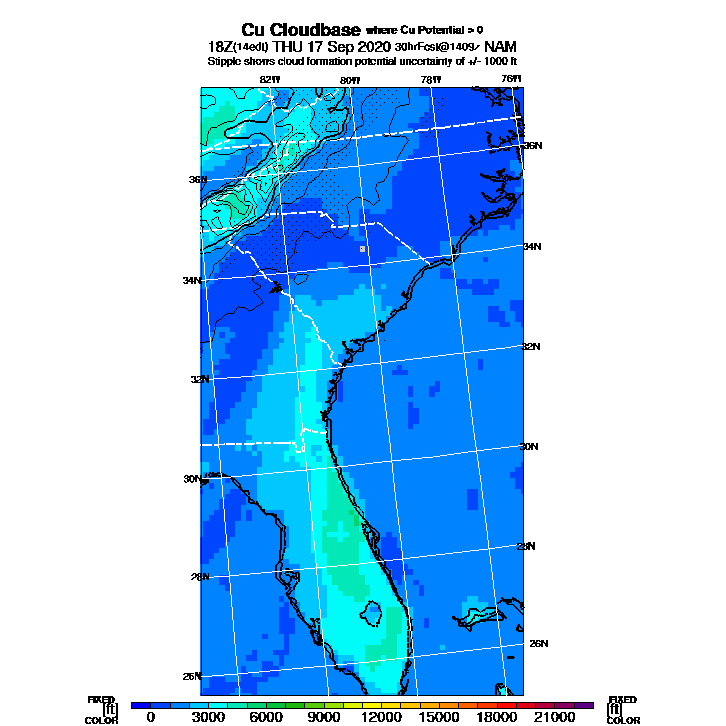 Cu Cloudbase where Cu Potential > 0
18Z(14edt) THU 17 Sep 2020 30hrFcst@1409z NAM
Stipple shows cloud formation potential uncertainty of +/- 1000 ft
82W 80W 78W 76W
36N
36N
34N
34N
32N
32N
30N
30N
28N
28N
26N
26N
FIXED FIXED
[ft] [ft]
COLOR COLOR
0 3000 6000 9000 12000 15000 18000 21000